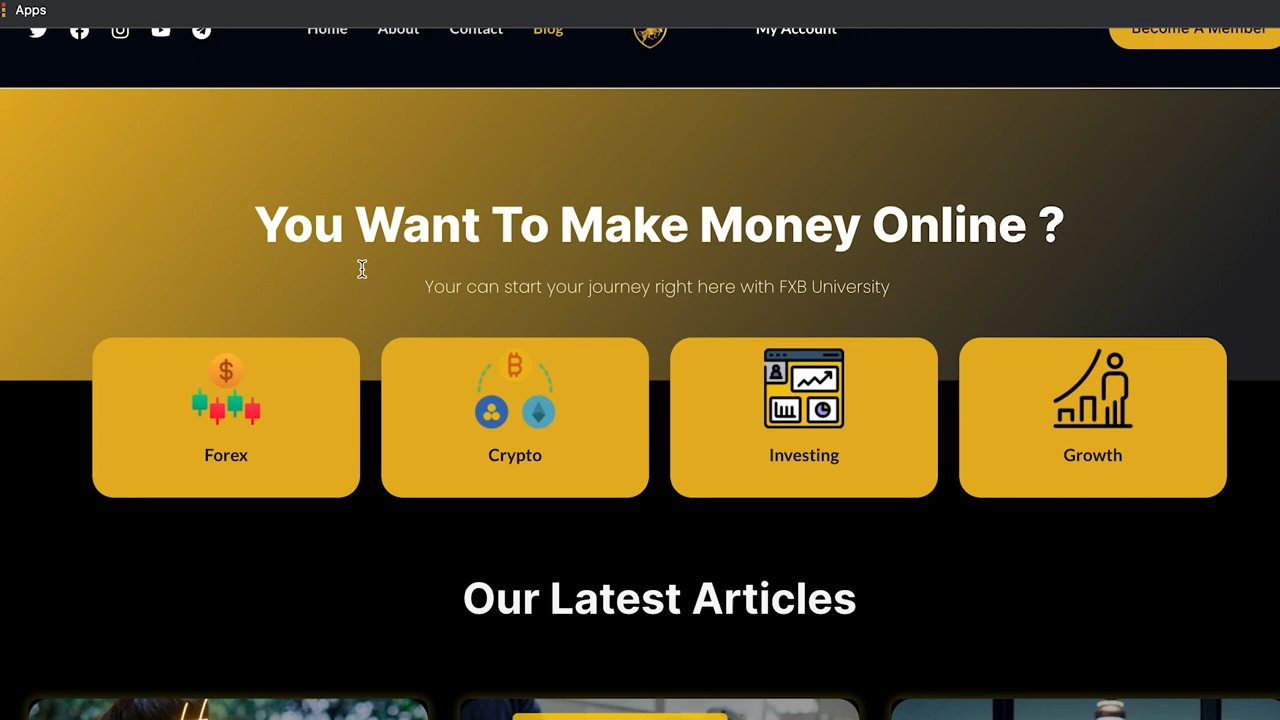 Apps
Home About Contact Blog My Account Become A Member
You Want To Make Money Online ?
Your can start your journey right here with FXB University
Forex Crypto Investing Growth
Our Latest Articles